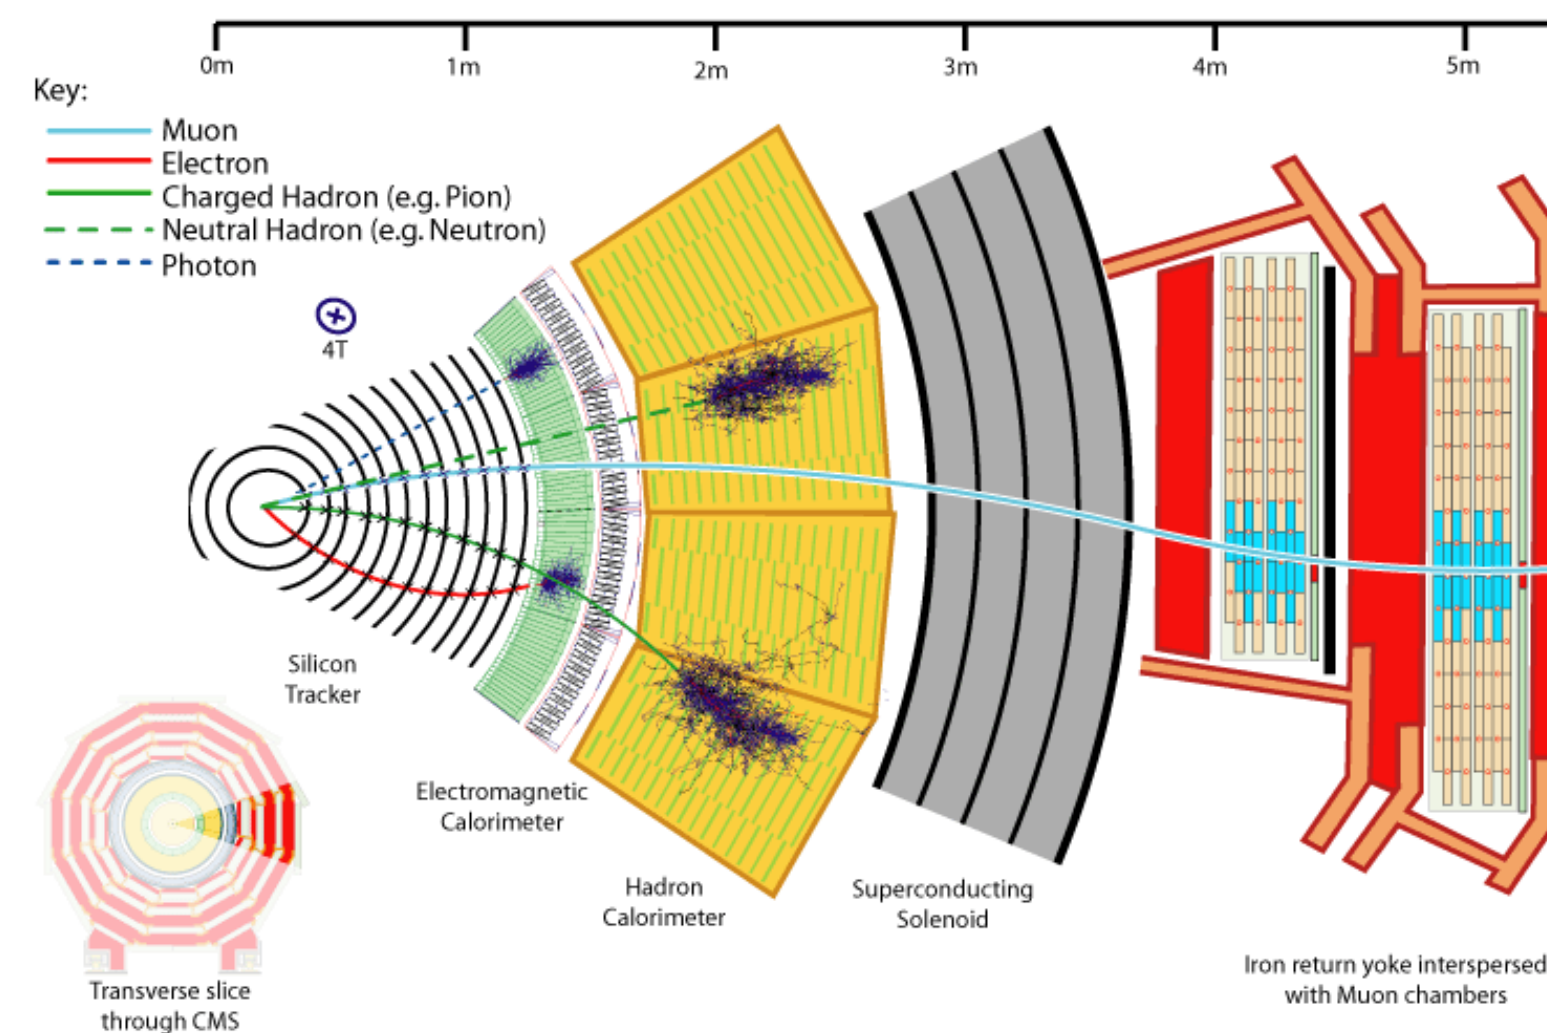 0m 1m 2m 3m 4m 5m
Key:
Muon
Electron
Charged Hadron (e.g. Pion)
Neutral Hadron (e.g. Neutron)
Photon
4T
Silicon
Tracker
Electromagnetic
Calorimeter
Hadron
Calorimeter
Superconducting
Solenoid
Iron return yoke interspersed
with Muon chambers
Transverse slice
through CMS